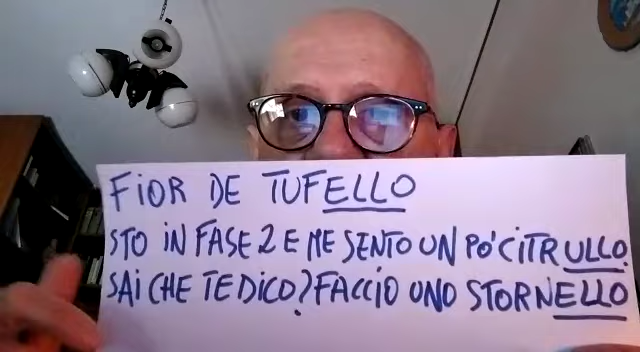 FIOR DE TUFELLO
STO IN FASE 2 E ME SENTO UN PO' CITRULLO.
SAI CHE TE DICO? FACCIO UNO STORNELLO